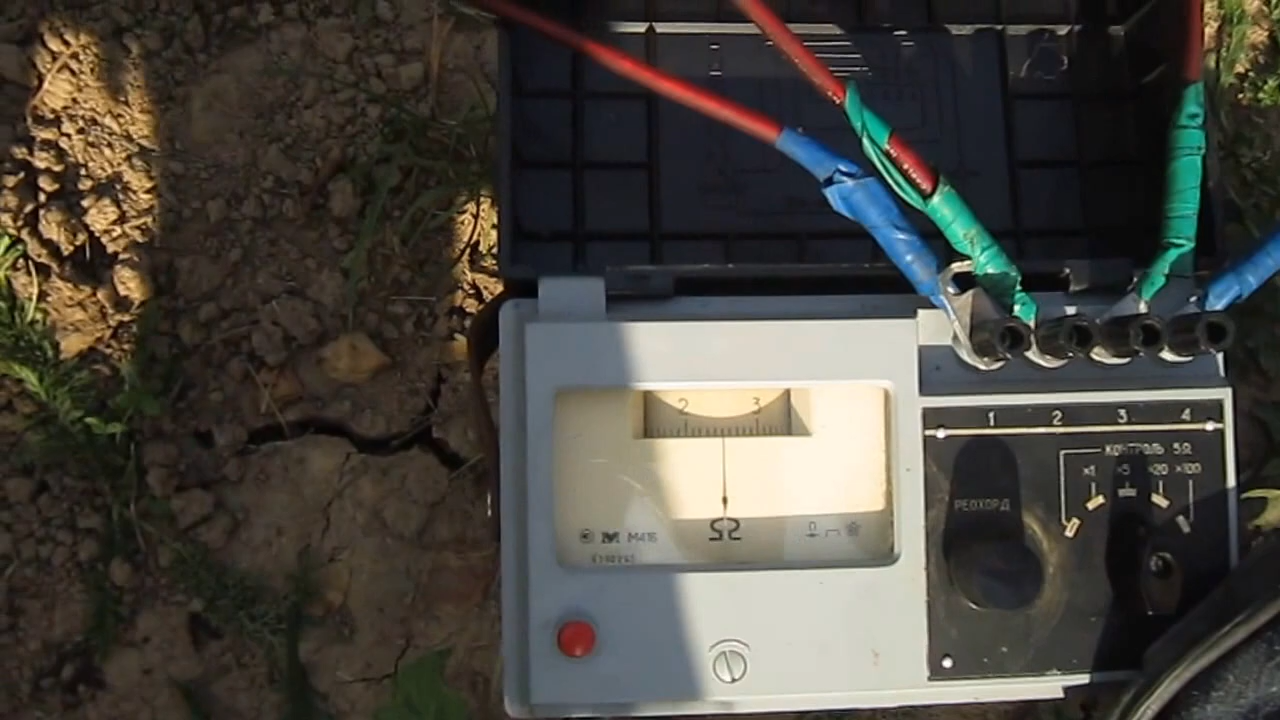 2 3
Ω
М416
1 2 3 4
КОНТРОЛЬ 5Ω
×1 ×5 ×20 ×100
РЕОХОРД